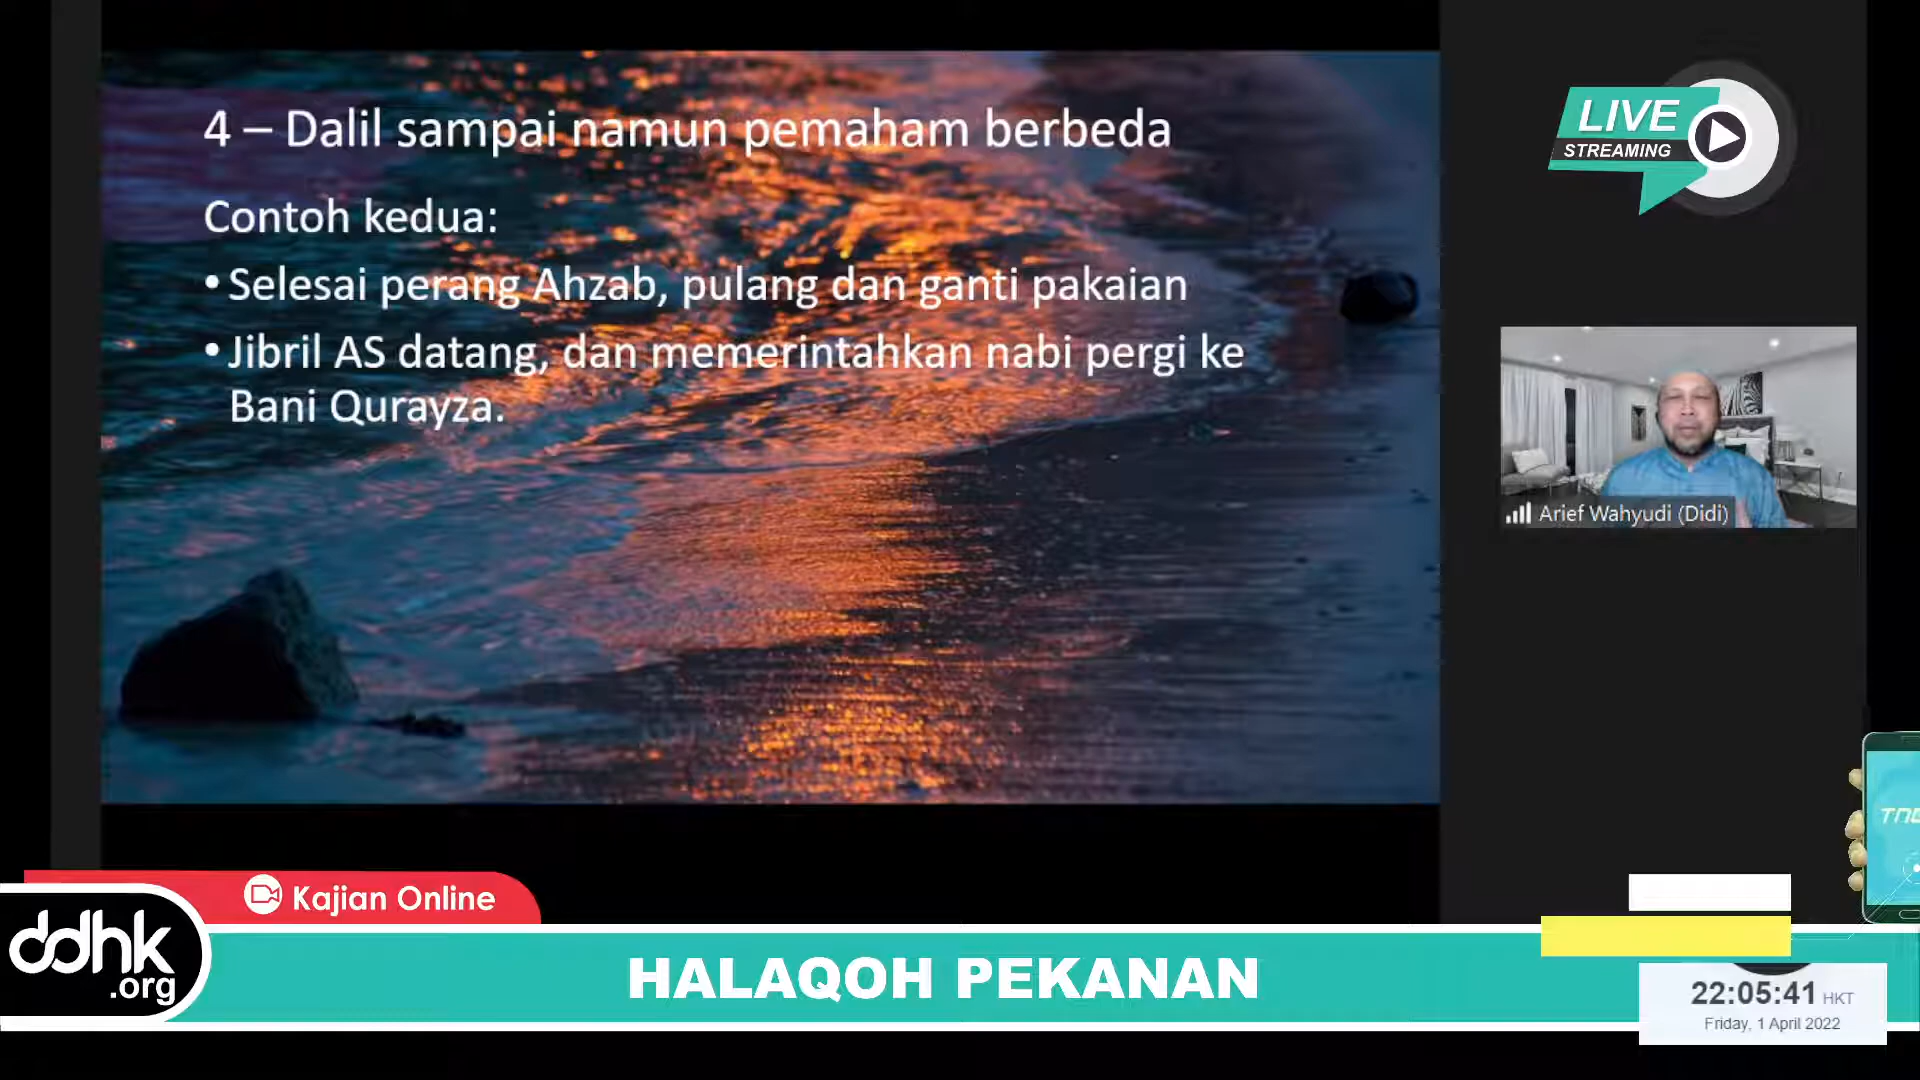 4 – Dalil sampai namun pemaham berbeda
Contoh kedua:
• Selesai perang Ahzab, pulang dan ganti pakaian
• Jibril AS datang, dan memerintahkan nabi pergi ke
Bani Qurayza.
LIVE
STREAMING
Arief Wahyudi (Didi)
Kajian Online
ddhk
.org
HALAQOH PEKANAN
22:05:41 HKT
Friday, 1 April 2022